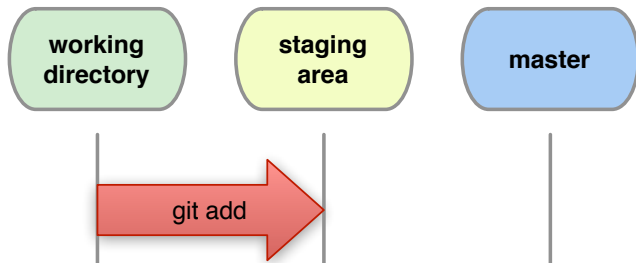 working
directory
staging
area
master
git add